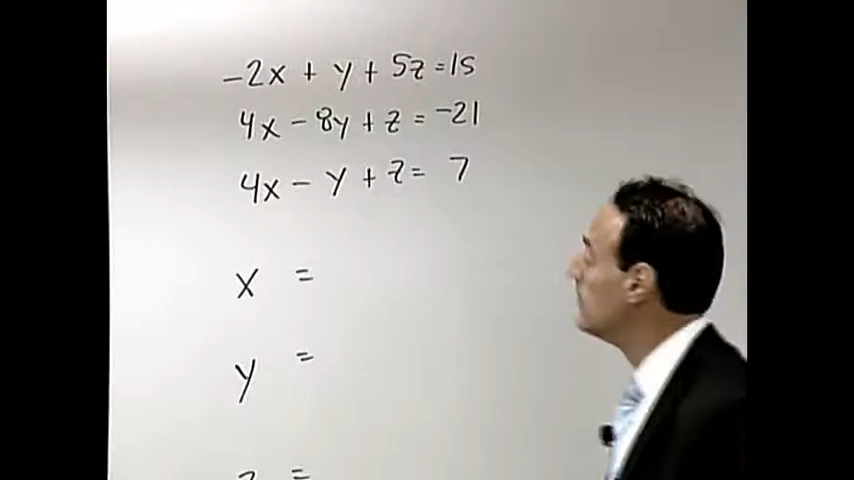 -2x + y + 5z = 15
4x - 8y + z = -21
4x - y + z = 7
x =
y =
z =